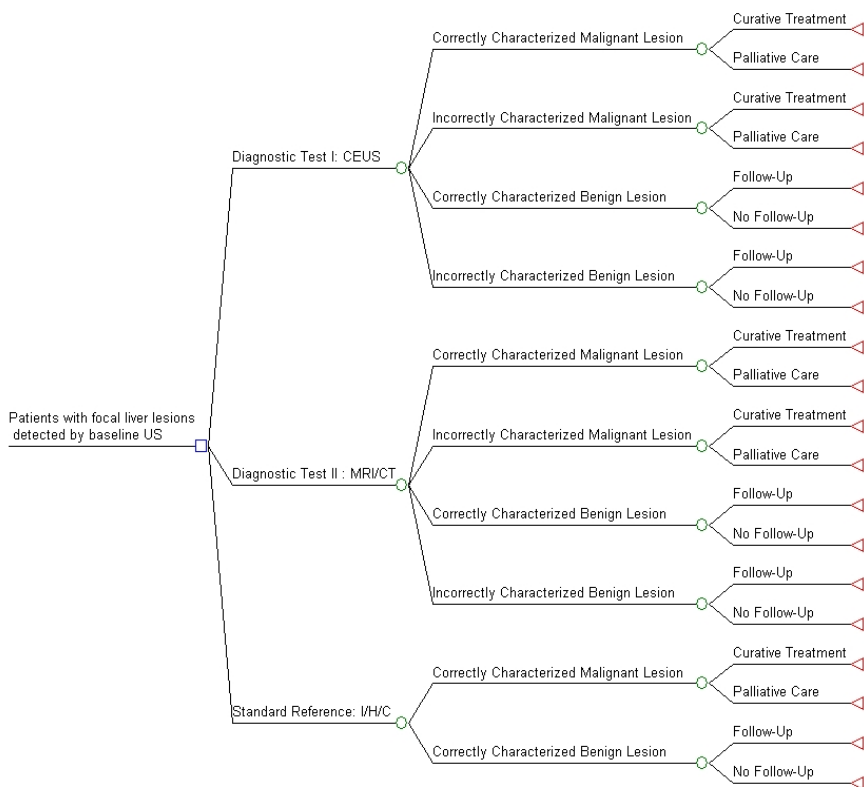 Curative Treatment
Correctly Characterized Malignant Lesion
Palliative Care
Curative Treatment
Incorrectly Characterized Malignant Lesion
Palliative Care
Diagnostic Test I: CEUS
Follow-Up
Correctly Characterized Benign Lesion
No Follow-Up
Follow-Up
Incorrectly Characterized Benign Lesion
No Follow-Up
Curative Treatment
Correctly Characterized Malignant Lesion
Palliative Care
Patients with focal liver lesions
detected by baseline US
Curative Treatment
Incorrectly Characterized Malignant Lesion
Palliative Care
Diagnostic Test II : MRI/CT
Follow-Up
Correctly Characterized Benign Lesion
No Follow-Up
Follow-Up
Incorrectly Characterized Benign Lesion
No Follow-Up
Curative Treatment
Correctly Characterized Malignant Lesion
Palliative Care
Standard Reference: I/H/C
Follow-Up
Correctly Characterized Benign Lesion
No Follow-Up